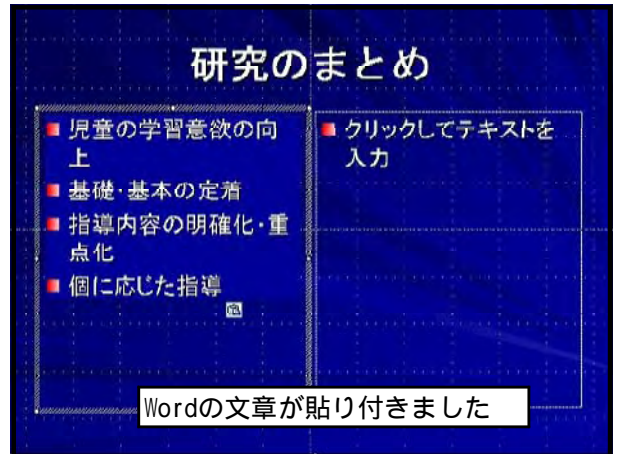 研究のまとめ
児童の学習意欲の向
上
基礎･基本の定着
指導内容の明確化･重
点化
個に応じた指導
クリックしてテキストを
入力
Wordの文章が貼り付きました